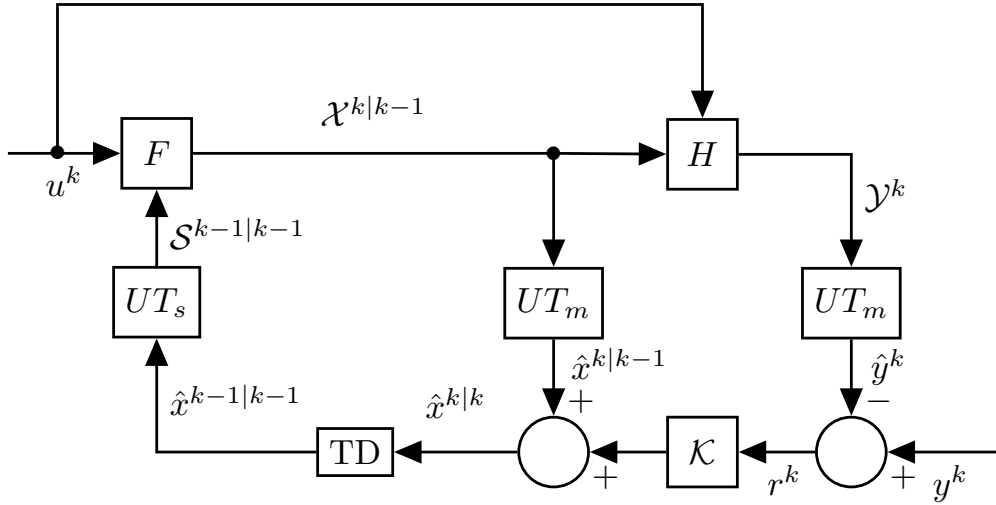 𝒳^{k|k−1}
F
H
u^k
𝒮^{k−1|k−1}
𝒴^k
UT_s
UT_m
UT_m
x̂^{k−1|k−1}
x̂^{k|k}
x̂^{k|k−1}
ŷ^k
+
−
TD
𝒦
+
r^k
+
y^k